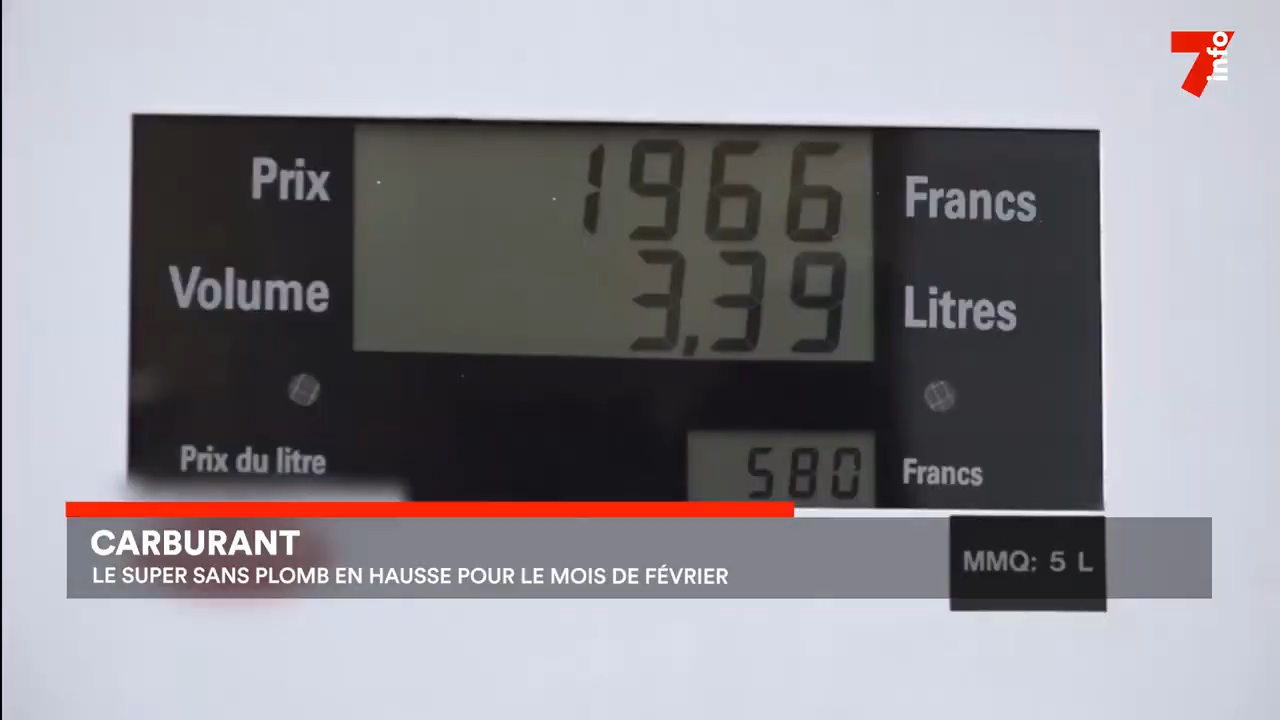 7 info
Prix 1966 Francs
Volume 3,39 Litres
Prix du litre 580 Francs
CARBURANT
LE SUPER SANS PLOMB EN HAUSSE POUR LE MOIS DE FÉVRIER
MMQ: 5 L